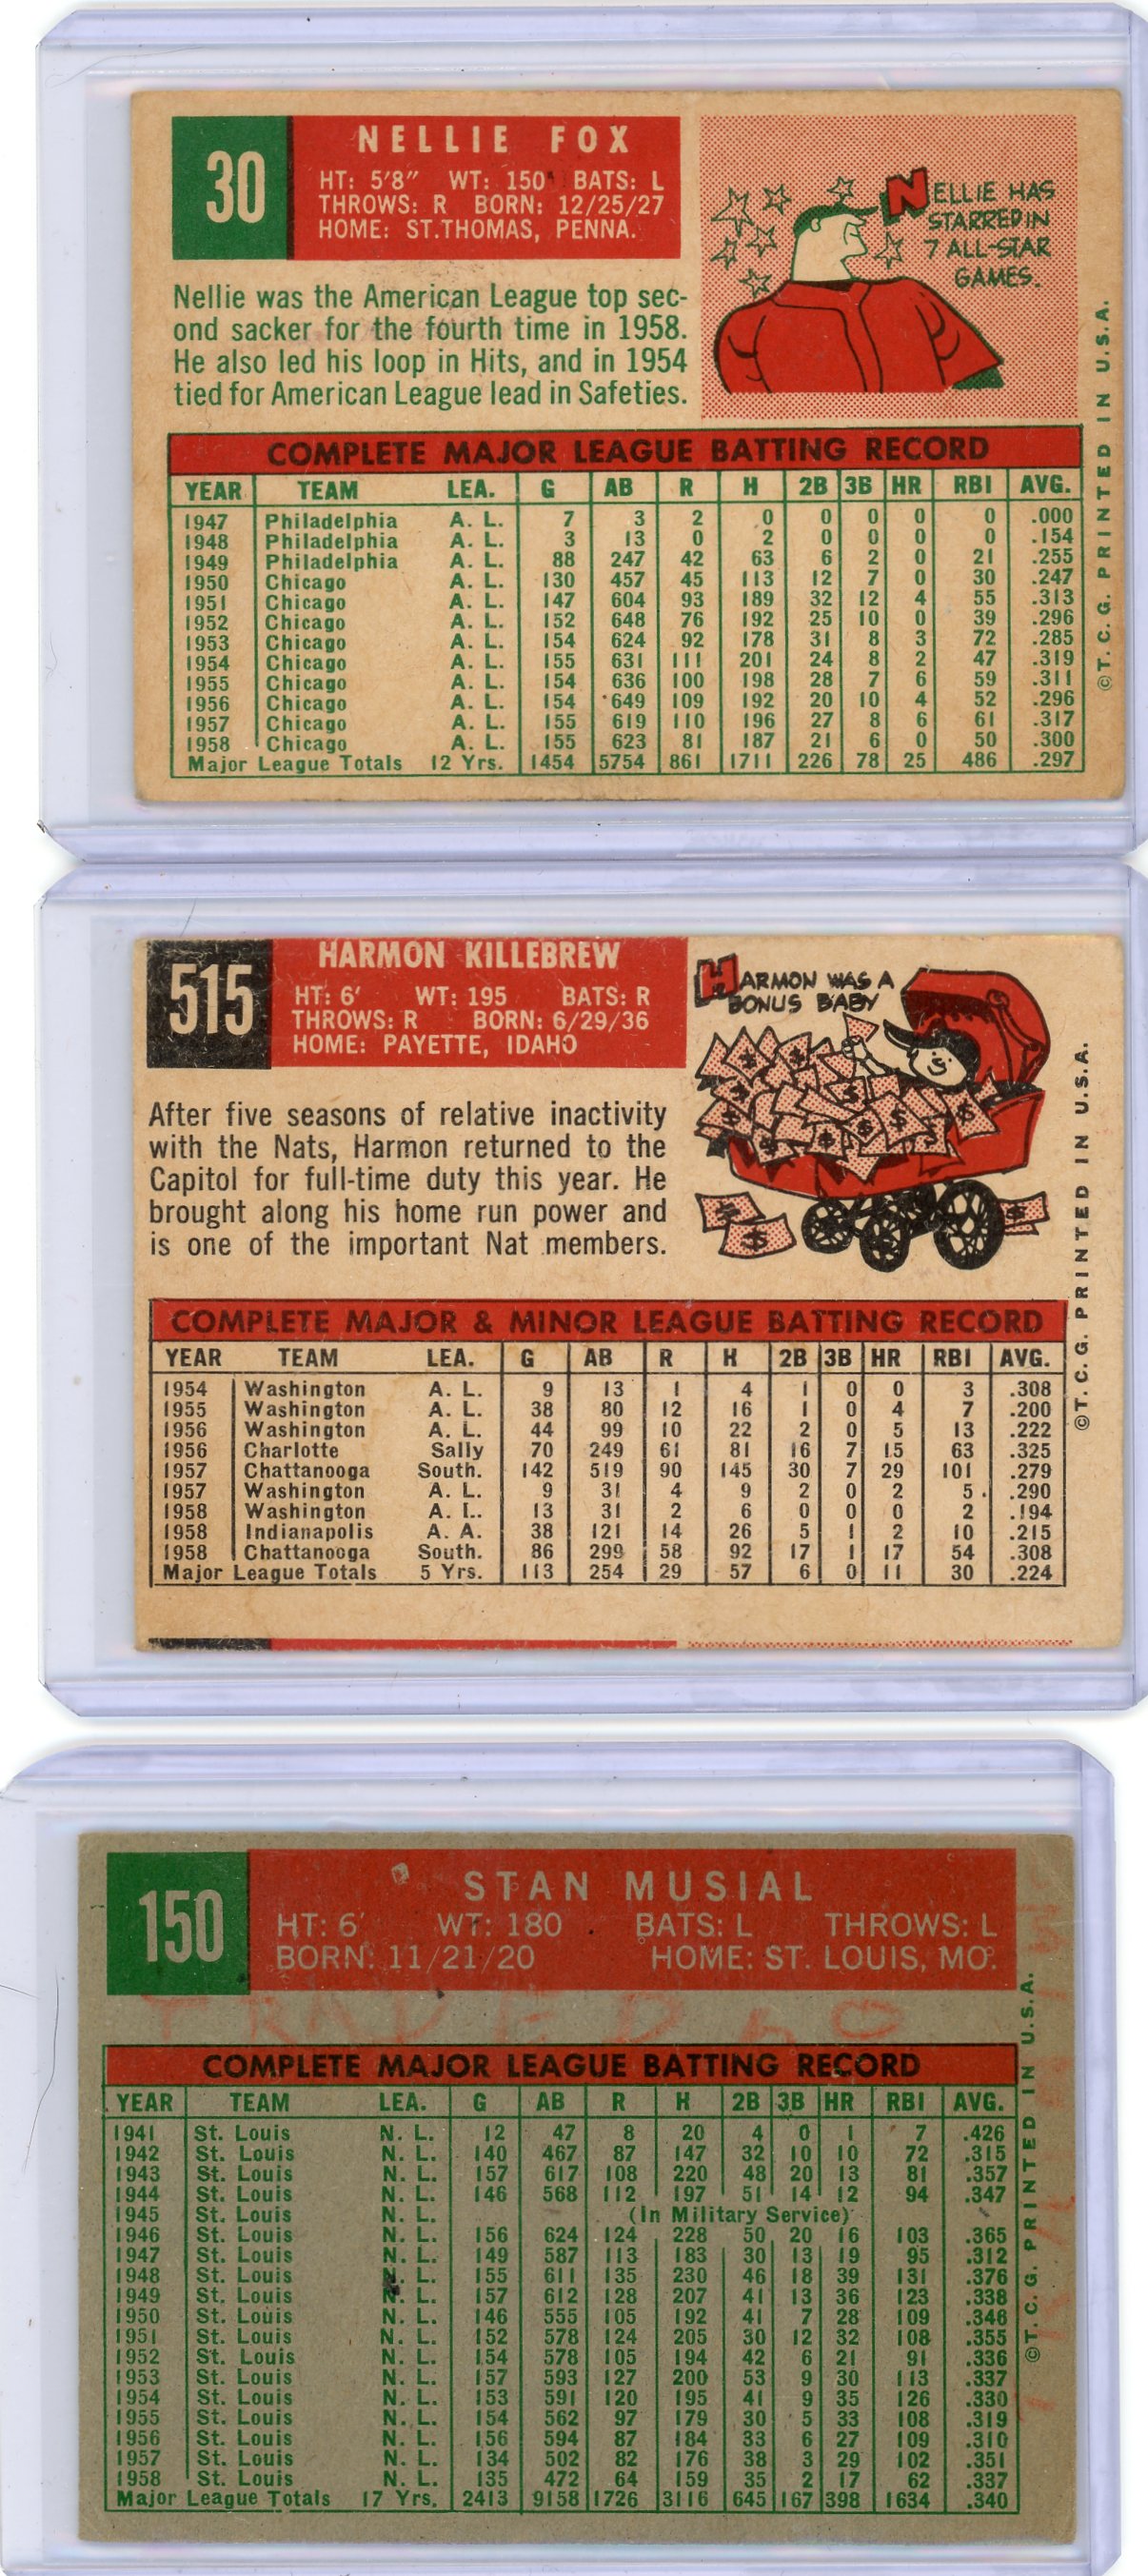 30
NELLIE FOX
HT: 5'8" WT: 150 BATS: L
THROWS: R BORN: 12/25/27
HOME: ST. THOMAS, PENNA.
NELLIE HAS
STARRED IN
7 ALL-STAR
GAMES.
Nellie was the American League top sec-
ond sacker for the fourth time in 1958.
He also led his loop in Hits, and in 1954
tied for American League lead in Safeties.
COMPLETE MAJOR LEAGUE BATTING RECORD
YEAR TEAM LEA. G AB R H 2B 3B HR RBI AVG.
1947 Philadelphia A. L. 7 3 2 0 0 0 0 0 .000
1948 Philadelphia A. L. 3 13 0 2 0 0 0 0 .154
1949 Philadelphia A. L. 88 247 42 63 6 2 0 21 .255
1950 Chicago A. L. 130 457 45 113 12 7 0 30 .247
1951 Chicago A. L. 147 604 93 189 32 12 4 55 .313
1952 Chicago A. L. 152 648 76 192 25 10 0 39 .296
1953 Chicago A. L. 154 624 92 178 31 8 3 72 .285
1954 Chicago A. L. 155 631 111 201 24 8 2 47 .319
1955 Chicago A. L. 154 636 100 198 28 7 6 59 .311
1956 Chicago A. L. 154 649 109 192 20 10 4 52 .296
1957 Chicago A. L. 155 619 110 196 27 8 6 61 .317
1958 Chicago A. L. 155 623 81 187 21 6 0 50 .300
Major League Totals 12 Yrs. 1454 5754 861 1711 226 78 25 486 .297
©T. C. G. PRINTED IN U.S.A.
515
HARMON KILLEBREW
HT: 6' WT: 195 BATS: R
THROWS: R BORN: 6/29/36
HOME: PAYETTE, IDAHO
HARMON WAS A
BONUS BABY
After five seasons of relative inactivity
with the Nats, Harmon returned to the
Capitol for full-time duty this year. He
brought along his home run power and
is one of the important Nat members.
COMPLETE MAJOR & MINOR LEAGUE BATTING RECORD
YEAR TEAM LEA. G AB R H 2B 3B HR RBI AVG.
1954 Washington A. L. 9 13 1 4 1 0 0 3 .308
1955 Washington A. L. 38 80 12 16 1 0 4 7 .200
1956 Washington A. L. 44 99 10 22 2 0 5 13 .222
1956 Charlotte Sally 70 249 61 81 16 7 15 63 .325
1957 Chattanooga South. 142 519 90 145 30 7 29 101 .279
1957 Washington A. L. 9 31 4 9 2 0 2 5 .290
1958 Washington A. L. 13 31 2 6 0 0 0 2 .194
1958 Indianapolis A. A. 38 121 14 26 5 1 2 10 .215
1958 Chattanooga South. 86 299 58 92 17 1 17 54 .308
Major League Totals 5 Yrs. 113 254 29 57 6 0 11 30 .224
©T. C. G. PRINTED IN U.S.A.
150
STAN MUSIAL
HT: 6' WT: 180 BATS: L THROWS: L
BORN: 11/21/20 HOME: ST. LOUIS, MO.
TRADED
COMPLETE MAJOR LEAGUE BATTING RECORD
YEAR TEAM LEA. G AB R H 2B 3B HR RBI AVG.
1941 St. Louis N. L. 12 47 8 20 4 0 1 7 .426
1942 St. Louis N. L. 140 467 87 147 32 10 10 72 .315
1943 St. Louis N. L. 157 617 108 220 48 20 13 81 .357
1944 St. Louis N. L. 146 568 112 197 51 14 12 94 .347
1945 St. Louis N. L. (In Military Service)
1946 St. Louis N. L. 156 624 124 228 50 20 16 103 .365
1947 St. Louis N. L. 149 587 113 183 30 13 19 95 .312
1948 St. Louis N. L. 155 611 135 230 46 18 39 131 .376
1949 St. Louis N. L. 157 612 128 207 41 13 36 123 .338
1950 St. Louis N. L. 146 555 105 192 41 7 28 109 .346
1951 St. Louis N. L. 152 578 124 205 30 12 32 108 .355
1952 St. Louis N. L. 154 578 105 194 42 6 21 91 .336
1953 St. Louis N. L. 157 593 127 200 53 9 30 113 .337
1954 St. Louis N. L. 153 591 120 195 41 9 35 126 .330
1955 St. Louis N. L. 154 562 97 179 30 5 33 108 .319
1956 St. Louis N. L. 156 594 87 184 33 6 27 109 .310
1957 St. Louis N. L. 134 502 82 176 38 3 29 102 .351
1958 St. Louis N. L. 135 472 64 159 35 2 17 62 .337
Major League Totals 17 Yrs. 2413 9158 1726 3116 645 167 398 1634 .340
©T. C. G. PRINTED IN U.S.A.